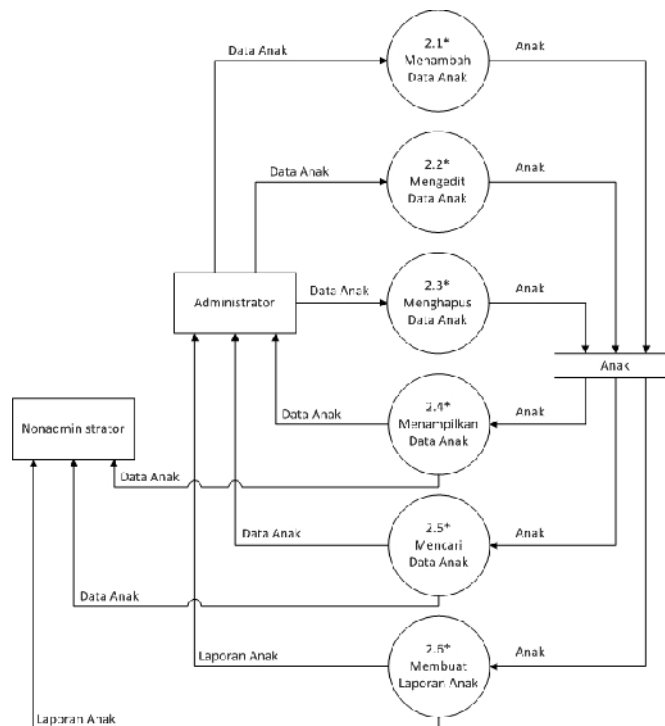 2.1*
Menambah
Data Anak
Data Anak
Anak
2.2*
Mengedit
Data Anak
Data Anak
Anak
Administrator
Data Anak
2.3*
Menghapus
Data Anak
Anak
Anak
Nonadministrator
Data Anak
2.4*
Menampilkan
Data Anak
Anak
Data Anak
Data Anak
2.5*
Mencari
Data Anak
Anak
Data Anak
Laporan Anak
2.6*
Membuat
Laporan Anak
Anak
Laporan Anak